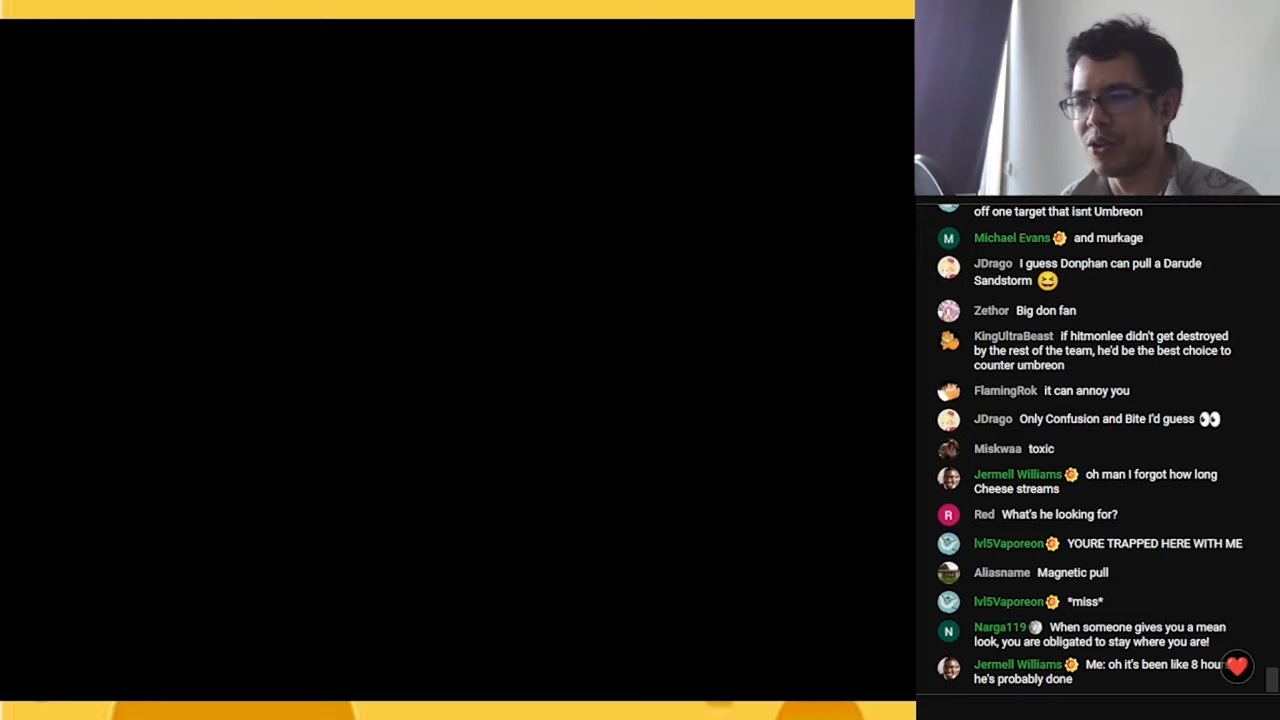 off one target that isnt Umbreon
M Michael Evans and murkage
JDrago I guess Donphan can pull a Darude
Sandstorm
Zethor Big don fan
KingUltraBeast if hitmonlee didn't get destroyed
by the rest of the team, he'd be the best choice to
counter umbreon
FlamingRok it can annoy you
JDrago Only Confusion and Bite I'd guess
Miskwaa toxic
Jermell Williams oh man I forgot how long
Cheese streams
R Red What's he looking for?
lvl5Vaporeon YOURE TRAPPED HERE WITH ME
Aliasname Magnetic pull
lvl5Vaporeon *miss*
N Narga119 When someone gives you a mean
look, you are obligated to stay where you are!
Jermell Williams Me: oh it's been like 8 hour
he's probably done